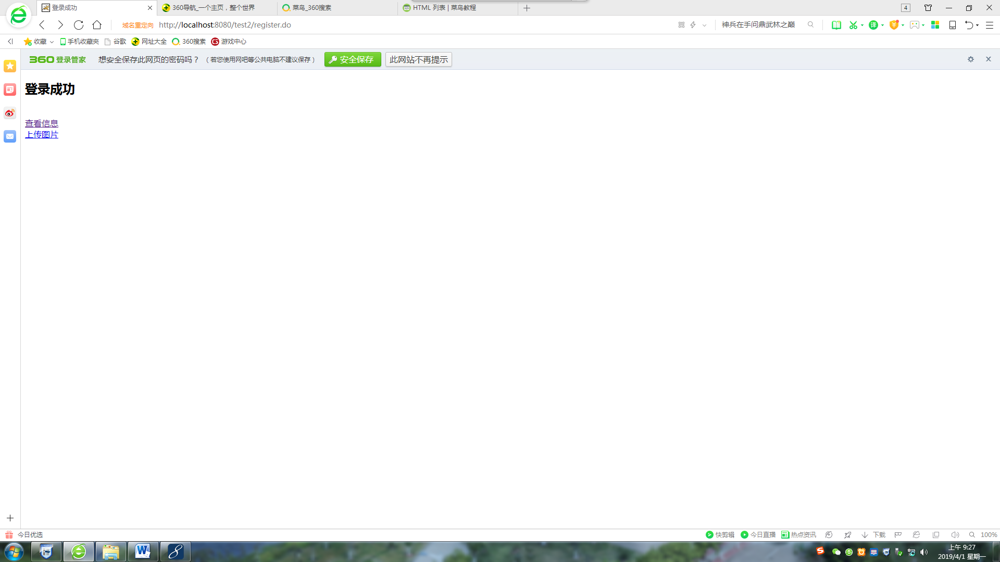 登录成功
360导航_一个主页，整个世界
菜鸟_360搜索
HTML 列表 | 菜鸟教程
4
域名重定向 http://localhost:8080/test2/register.do
神兵在手问鼎武林之巅
译
收藏
手机收藏夹
谷歌
网址大全
360搜索
游戏中心
360 登录管家
想安全保存此网页的密码吗？
（若您使用网吧等公共电脑不建议保存）
安全保存
此网站不再提示
登录成功
查看信息
上传图片
今日优选
快剪辑
今日直播
热点资讯
下载
100%
上午 9:27
2019/4/1 星期一